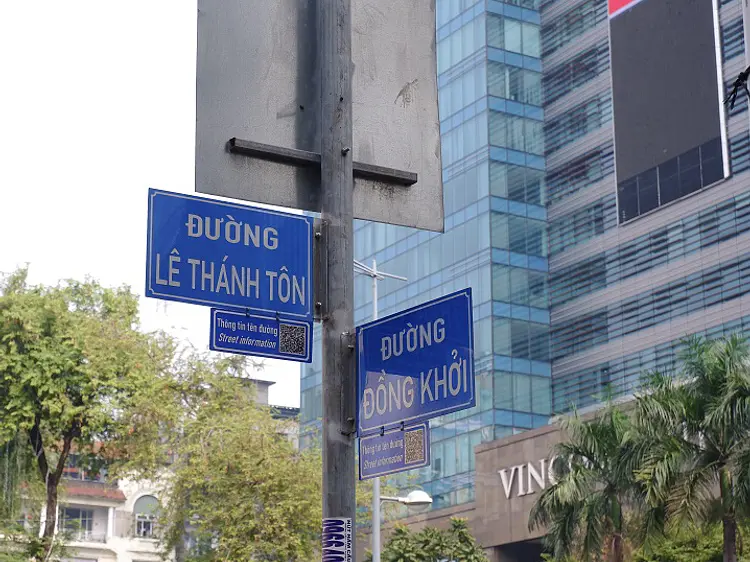 ĐƯỜNG
LÊ THÁNH TÔN
Thông tin tên đường
Street information
ĐƯỜNG
ĐỒNG KHỞI
Thông tin tên đường
Street information